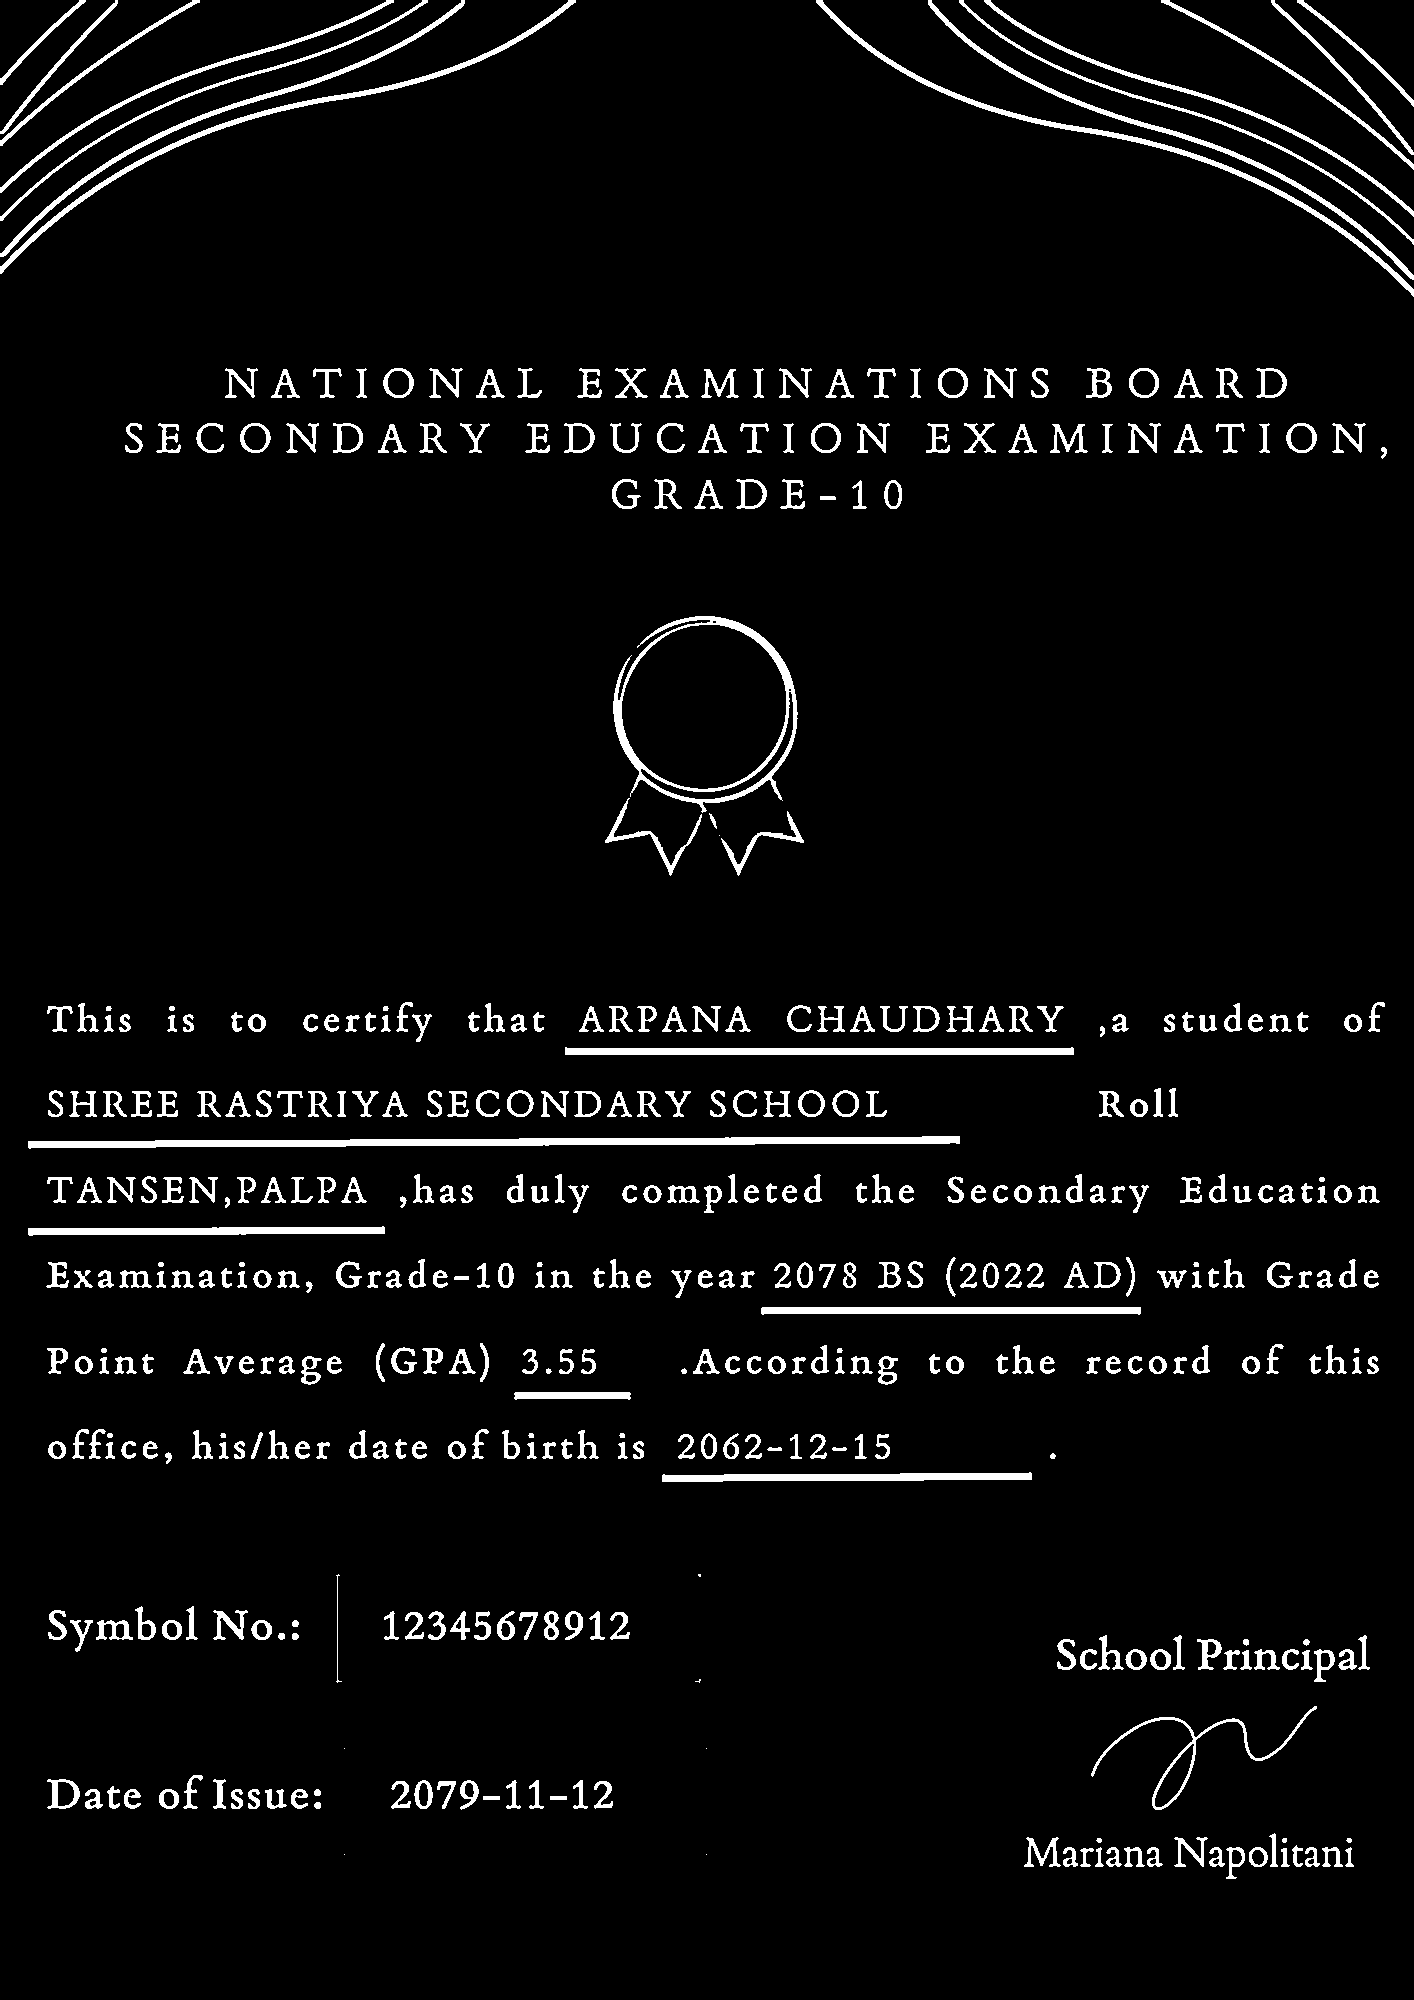 NATIONAL EXAMINATIONS BOARD
SECONDARY EDUCATION EXAMINATION,
GRADE-10
This is to certify that ARPANA CHAUDHARY ,a student of
SHREE RASTRIYA SECONDARY SCHOOL Roll
TANSEN,PALPA ,has duly completed the Secondary Education
Examination, Grade-10 in the year 2078 BS (2022 AD) with Grade
Point Average (GPA) 3.55 .According to the record of this
office, his/her date of birth is 2062-12-15 .
Symbol No.: 12345678912
School Principal
Date of Issue: 2079-11-12
Mariana Napolitani